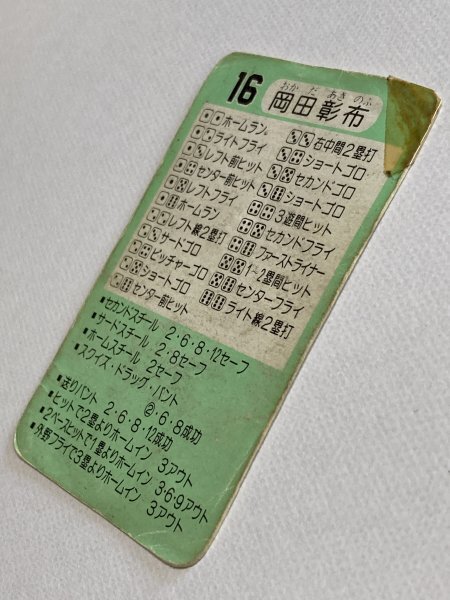 16
おかだあきのふ
岡田彰布
⚀⚀ホームラン
⚀⚁ライトフライ
⚀⚂レフト前ヒット
⚀⚃センター前ヒット
⚀⚄レフトフライ
⚀⚅ホームラン
⚁⚁レフト線2塁打
⚁⚂サードゴロ
⚁⚃ピッチャーゴロ
⚁⚄ショートゴロ
⚁⚅センター前ヒット
⚂⚂右中間2塁打
⚂⚃ショートゴロ
⚂⚄セカンドゴロ
⚂⚅ショートゴロ
⚃⚃3遊間ヒット
⚃⚄セカンドフライ
⚃⚅ファーストライナー
⚄⚄1~2塁間ヒット
⚄⚅センターフライ
⚅⚅ライト線2塁打
・セカンドスチール 2・6・8・12セーフ
・サードスチール 2・8セーフ
・ホームスチール 2セーフ
・スクイズ・ドラッグ・バント
②・6・8成功
・送りバント 2・6・8・12成功
・ヒットで2塁よりホームイン 3アウト
・2ベースヒットで1塁よりホームイン 3・6・9アウト
・外野フライで3塁よりホームイン 3アウト